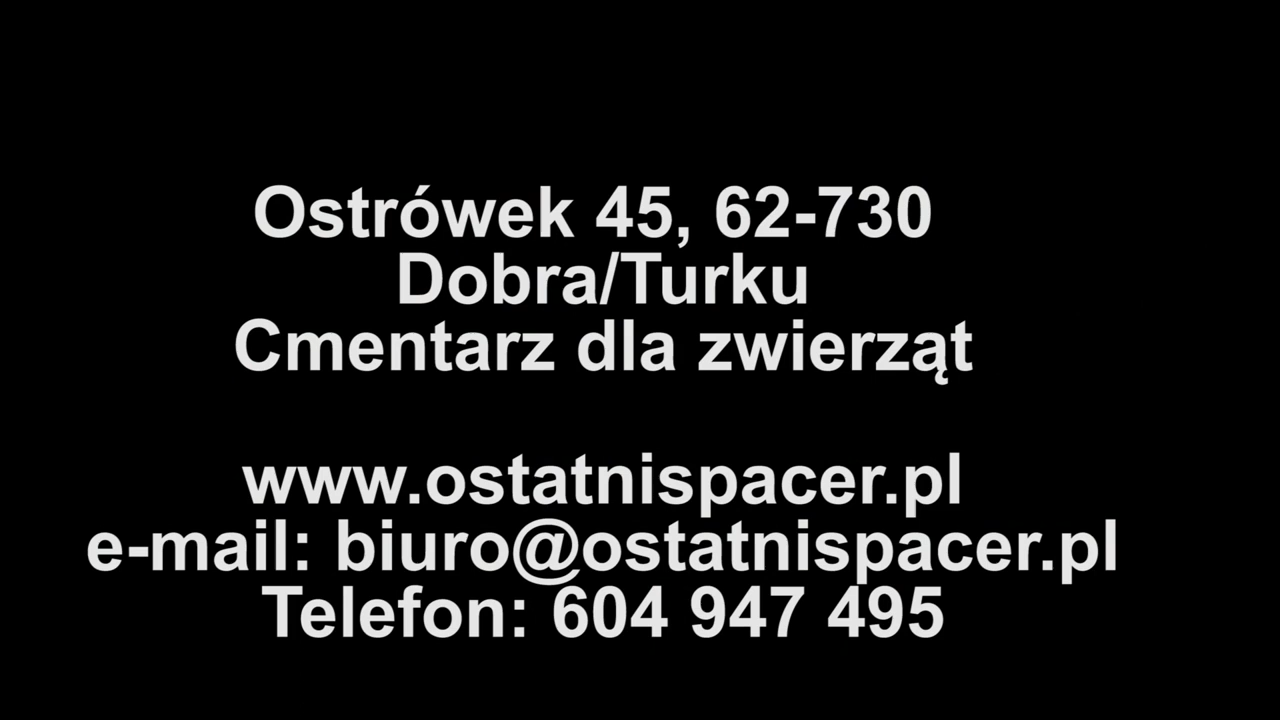 Ostrówek 45, 62-730
Dobra/Turku
Cmentarz dla zwierząt
www.ostatnispacer.pl
e-mail: biuro@ostatnispacer.pl
Telefon: 604 947 495